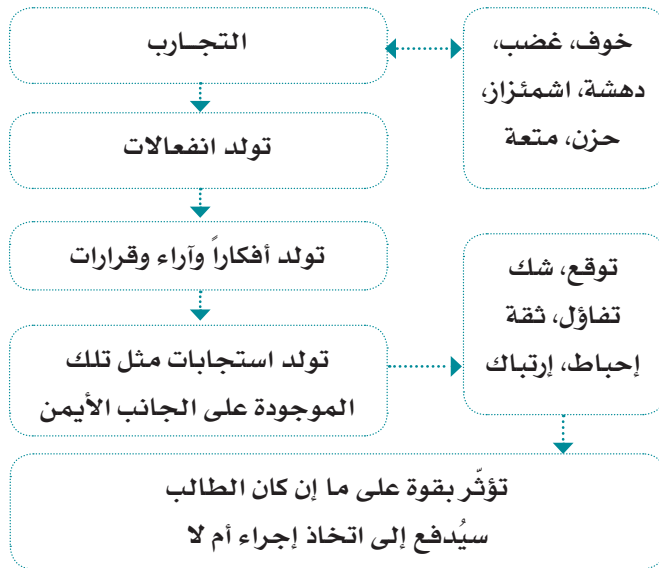 التجــارب
خوف، غضب،
دهشة، اشمئـزاز،
حزن، متعة
تولد انفعالات
تولد أفكاراً وآراء وقرارات
تولد استجابات مثل تلك
الموجودة على الجانب الأيمن
توقع، شك
تفاؤل، ثقة
إحباط، إرتباك
تؤثّر بقوة على ما إن كان الطالب
سيُدفع إلى اتخاذ إجراء أم لا